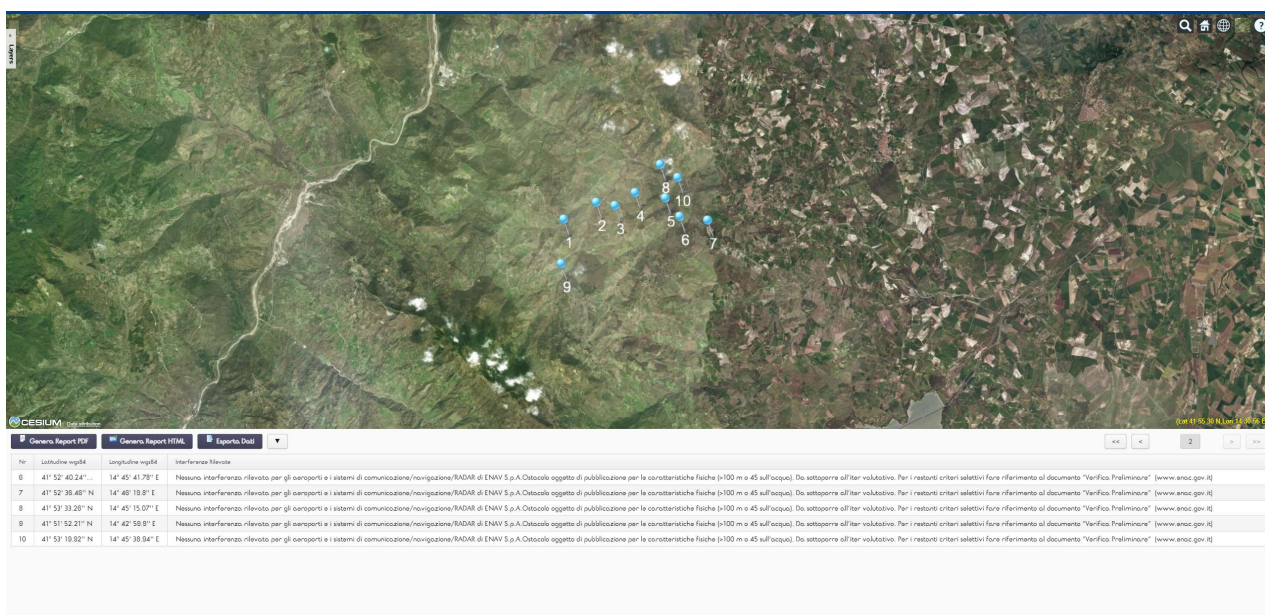 Layers
?
8
10
4
2
3
5
1
6
7
9
CESIUM Data attribution
(Lat:41 55 30 N,Lon:14 30 56 E
Genera Report PDF Genera Report HTML Esporta Dati ▼ << < 2 > >>
Nr Latitudine wgs84 Longitudine wgs84 Interferenze Rilevate
6 41° 52' 40.24''... 14° 45' 41.78'' E Nessuna interferenza rilevata per gli aeroporti e i sistemi di comunicazione/navigazione/RADAR di ENAV S.p.A.Ostacolo oggetto di pubblicazione per le caratteristiche fisiche (>100 m o 45 sull'acqua). Da sottoporre all'iter valutativo. Per i restanti criteri selettivi fare riferimento al documento "Verifica Preliminare" (www.enac.gov.it)
7 41° 52' 36.46'' N 14° 46' 19.8'' E Nessuna interferenza rilevata per gli aeroporti e i sistemi di comunicazione/navigazione/RADAR di ENAV S.p.A.Ostacolo oggetto di pubblicazione per le caratteristiche fisiche (>100 m o 45 sull'acqua). Da sottoporre all'iter valutativo. Per i restanti criteri selettivi fare riferimento al documento "Verifica Preliminare" (www.enac.gov.it)
8 41° 53' 33.26'' N 14° 45' 15.07'' E Nessuna interferenza rilevata per gli aeroporti e i sistemi di comunicazione/navigazione/RADAR di ENAV S.p.A.Ostacolo oggetto di pubblicazione per le caratteristiche fisiche (>100 m o 45 sull'acqua). Da sottoporre all'iter valutativo. Per i restanti criteri selettivi fare riferimento al documento "Verifica Preliminare" (www.enac.gov.it)
9 41° 51' 52.21'' N 14° 42' 59.9'' E Nessuna interferenza rilevata per gli aeroporti e i sistemi di comunicazione/navigazione/RADAR di ENAV S.p.A.Ostacolo oggetto di pubblicazione per le caratteristiche fisiche (>100 m o 45 sull'acqua). Da sottoporre all'iter valutativo. Per i restanti criteri selettivi fare riferimento al documento "Verifica Preliminare" (www.enac.gov.it)
10 41° 53' 19.92'' N 14° 45' 38.94'' E Nessuna interferenza rilevata per gli aeroporti e i sistemi di comunicazione/navigazione/RADAR di ENAV S.p.A.Ostacolo oggetto di pubblicazione per le caratteristiche fisiche (>100 m o 45 sull'acqua). Da sottoporre all'iter valutativo. Per i restanti criteri selettivi fare riferimento al documento "Verifica Preliminare" (www.enac.gov.it)